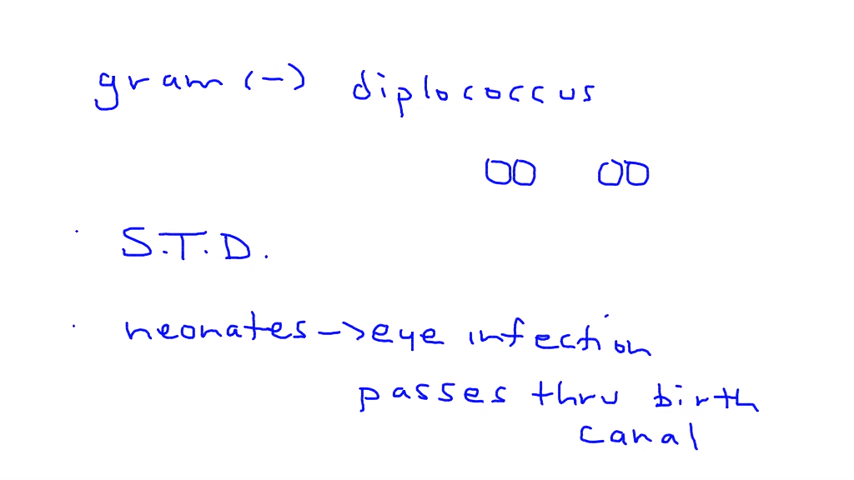 gram (-) diplococcus
S.T.D.
neonates -> eye infection
passes thru birth
canal